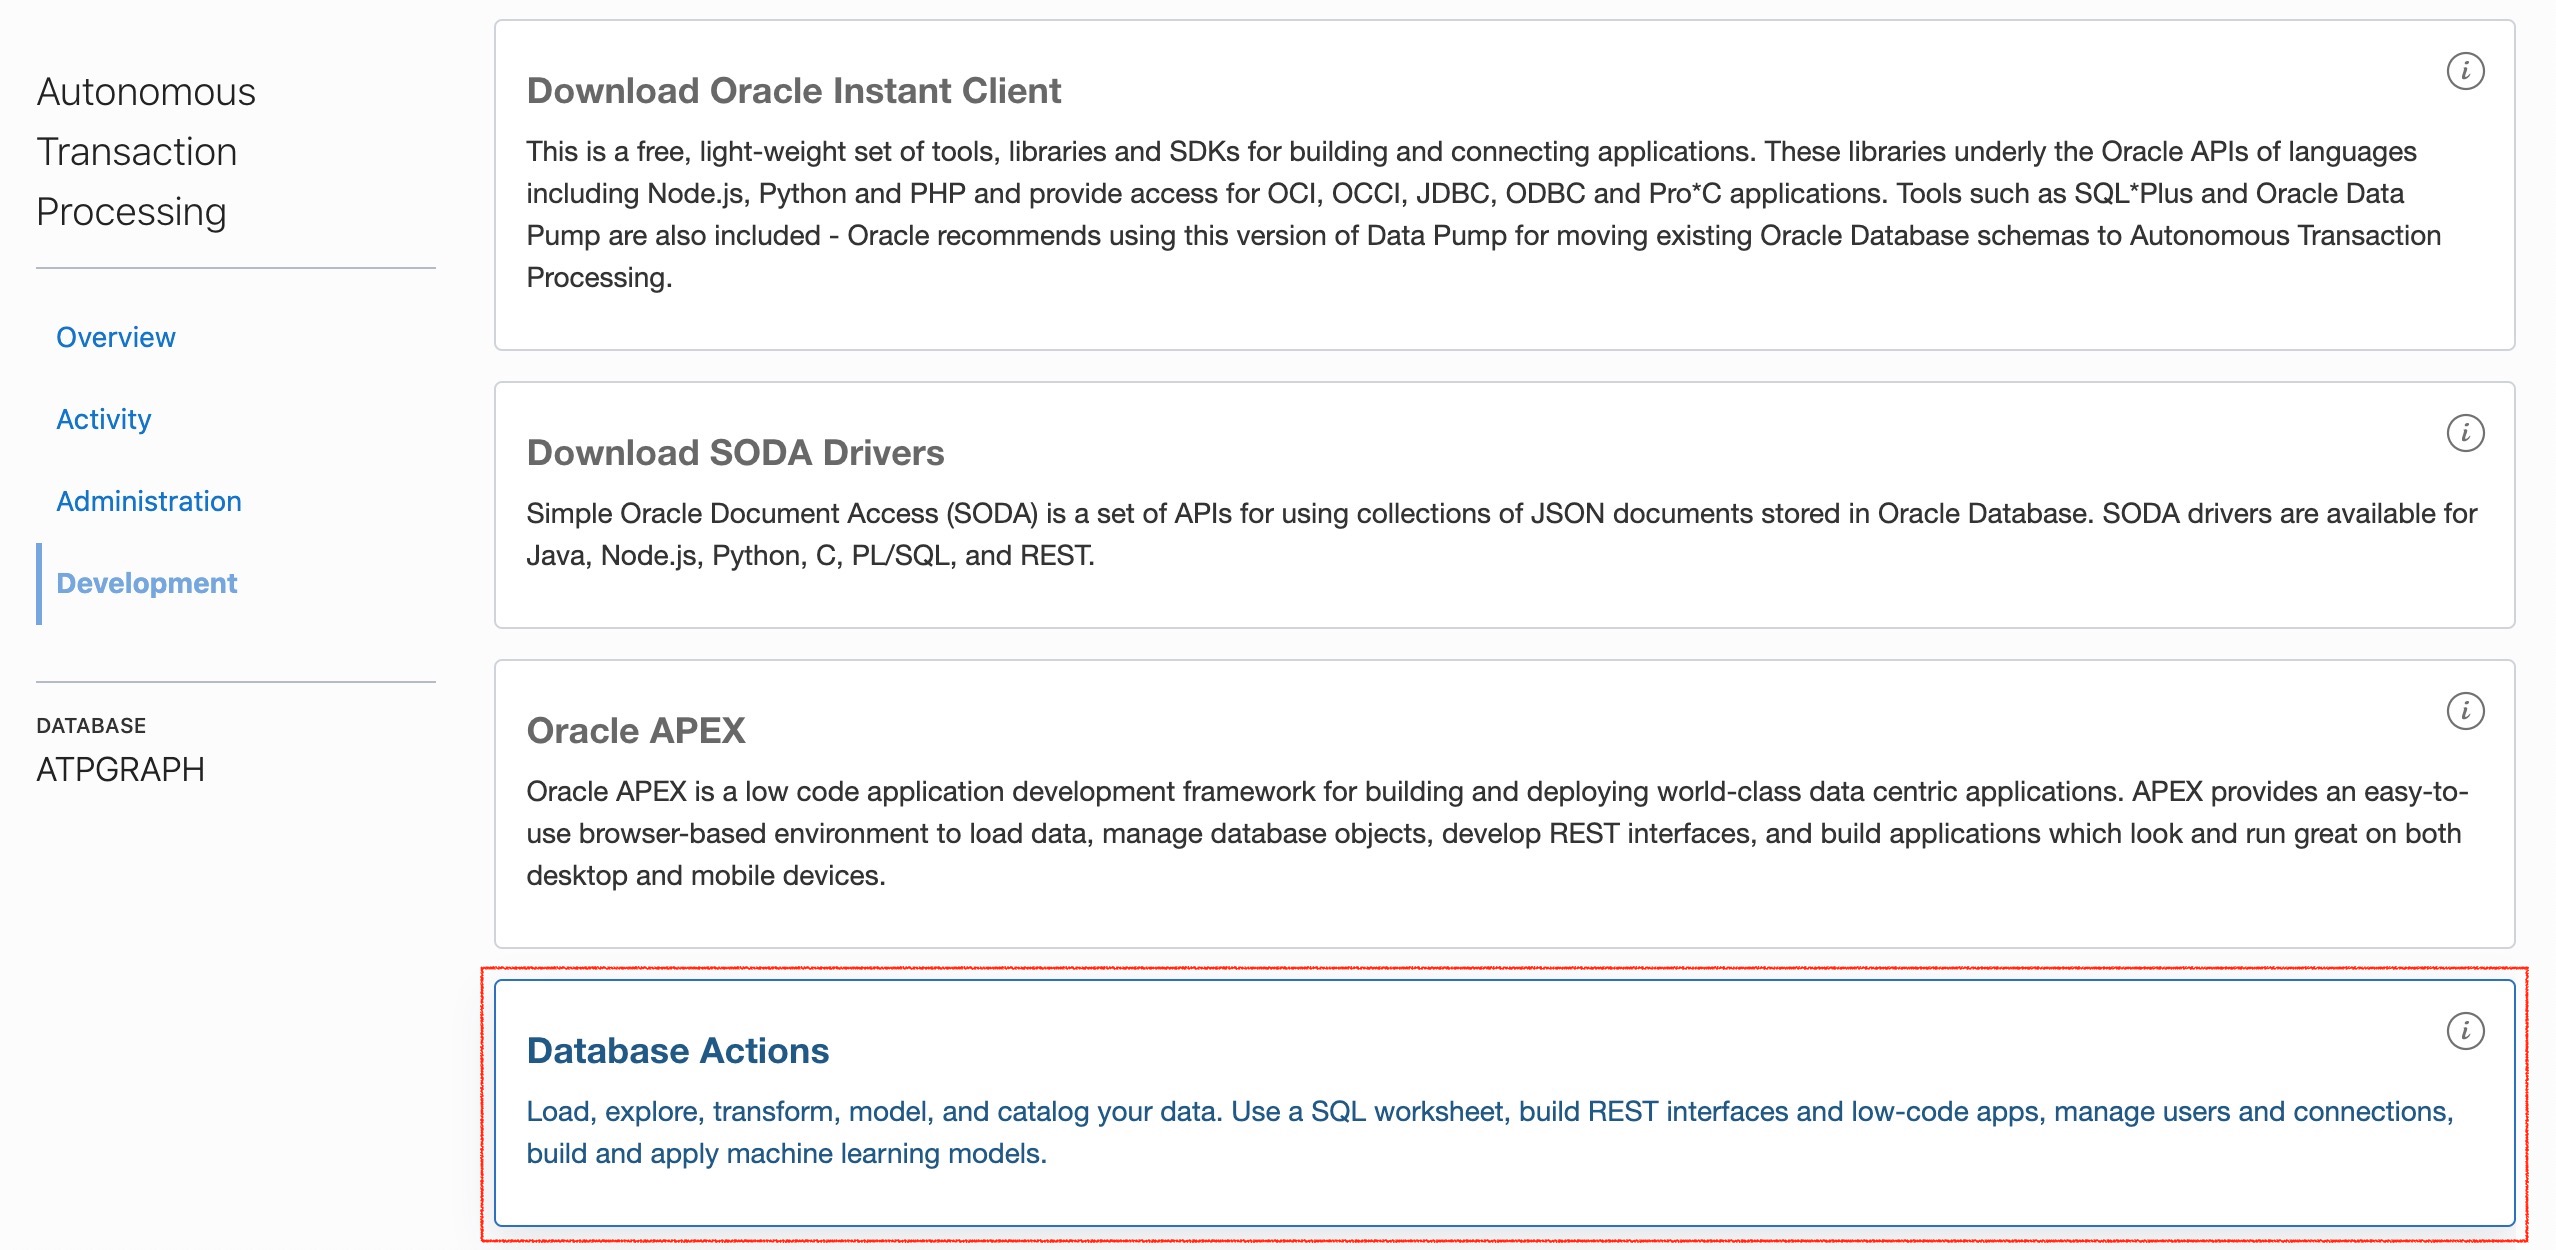 Autonomous
Transaction
Processing
Overview
Activity
Administration
Development
DATABASE
ATPGRAPH
Download Oracle Instant Client
This is a free, light-weight set of tools, libraries and SDKs for building and connecting applications. These libraries underly the Oracle APIs of languages
including Node.js, Python and PHP and provide access for OCI, OCCI, JDBC, ODBC and Pro*C applications. Tools such as SQL*Plus and Oracle Data
Pump are also included - Oracle recommends using this version of Data Pump for moving existing Oracle Database schemas to Autonomous Transaction
Processing.
Download SODA Drivers
Simple Oracle Document Access (SODA) is a set of APIs for using collections of JSON documents stored in Oracle Database. SODA drivers are available for
Java, Node.js, Python, C, PL/SQL, and REST.
Oracle APEX
Oracle APEX is a low code application development framework for building and deploying world-class data centric applications. APEX provides an easy-to-
use browser-based environment to load data, manage database objects, develop REST interfaces, and build applications which look and run great on both
desktop and mobile devices.
Database Actions
Load, explore, transform, model, and catalog your data. Use a SQL worksheet, build REST interfaces and low-code apps, manage users and connections,
build and apply machine learning models.